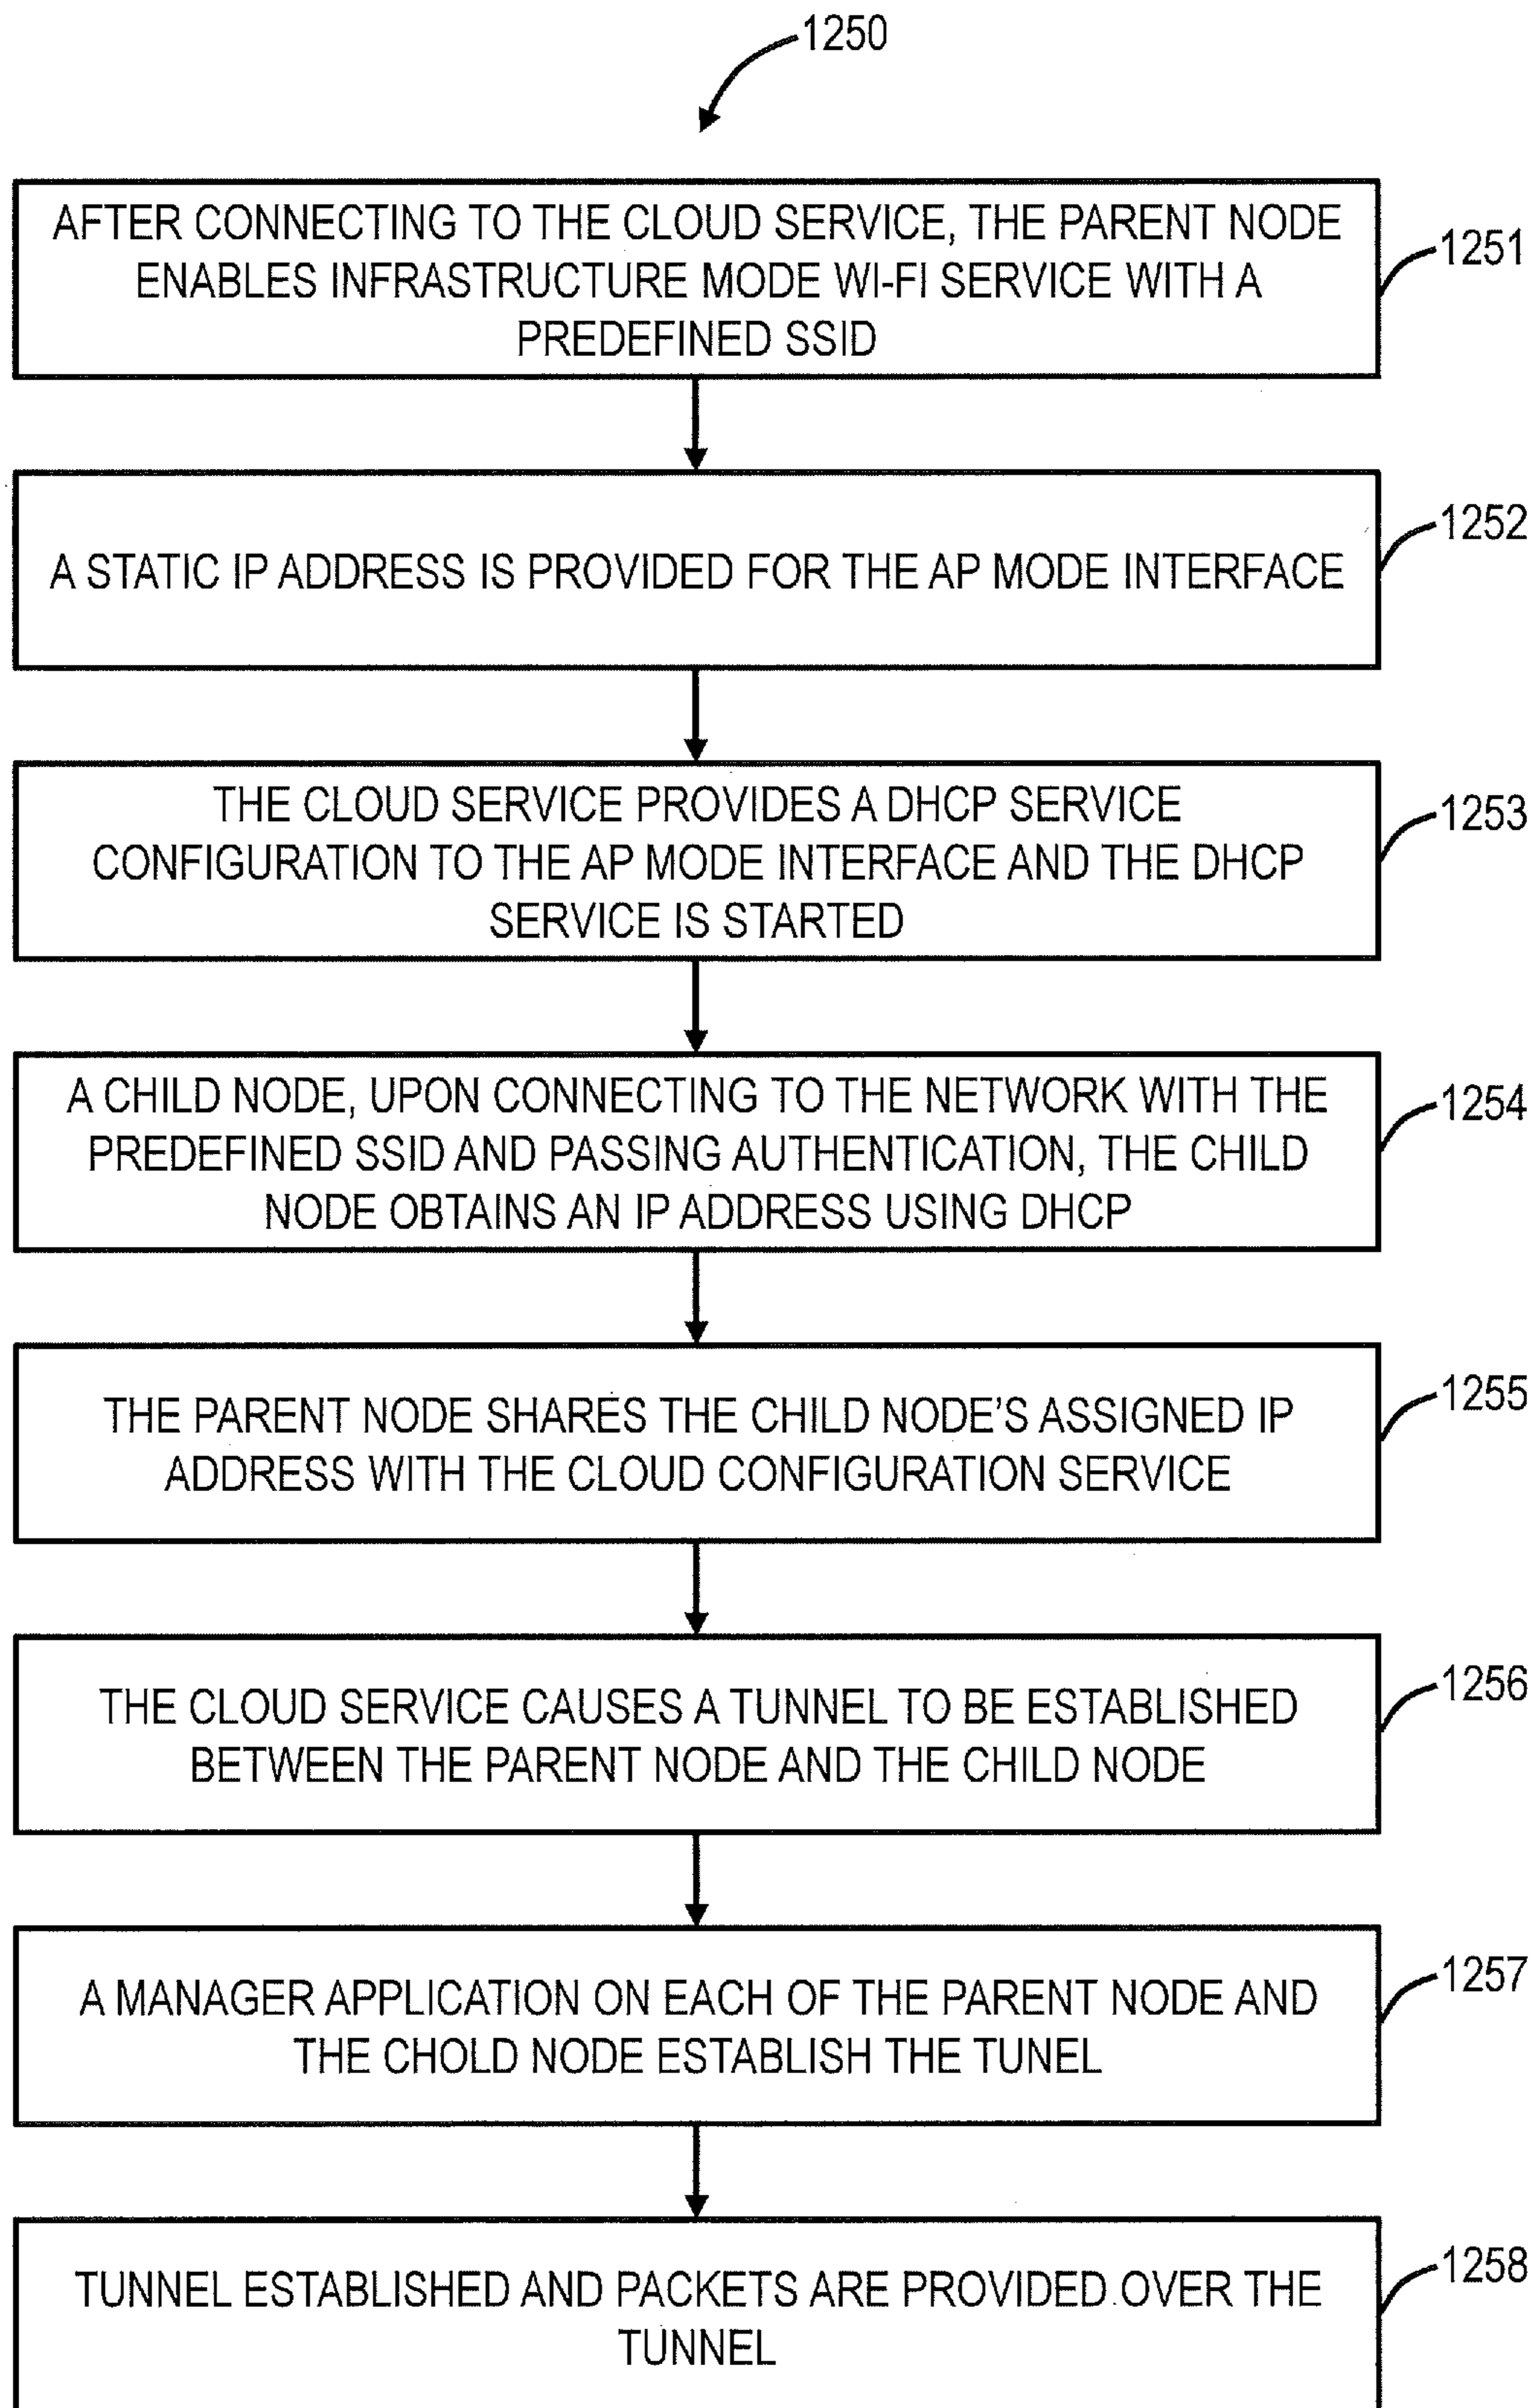 1250
AFTER CONNECTING TO THE CLOUD SERVICE, THE PARENT NODE
ENABLES INFRASTRUCTURE MODE WI-FI SERVICE WITH A
PREDEFINED SSID
1251
A STATIC IP ADDRESS IS PROVIDED FOR THE AP MODE INTERFACE
1252
THE CLOUD SERVICE PROVIDES A DHCP SERVICE
CONFIGURATION TO THE AP MODE INTERFACE AND THE DHCP
SERVICE IS STARTED
1253
A CHILD NODE, UPON CONNECTING TO THE NETWORK WITH THE
PREDEFINED SSID AND PASSING AUTHENTICATION, THE CHILD
NODE OBTAINS AN IP ADDRESS USING DHCP
1254
THE PARENT NODE SHARES THE CHILD NODE'S ASSIGNED IP
ADDRESS WITH THE CLOUD CONFIGURATION SERVICE
1255
THE CLOUD SERVICE CAUSES A TUNNEL TO BE ESTABLISHED
BETWEEN THE PARENT NODE AND THE CHILD NODE
1256
A MANAGER APPLICATION ON EACH OF THE PARENT NODE AND
THE CHOLD NODE ESTABLISH THE TUNEL
1257
TUNNEL ESTABLISHED AND PACKETS ARE PROVIDED OVER THE
TUNNEL
1258